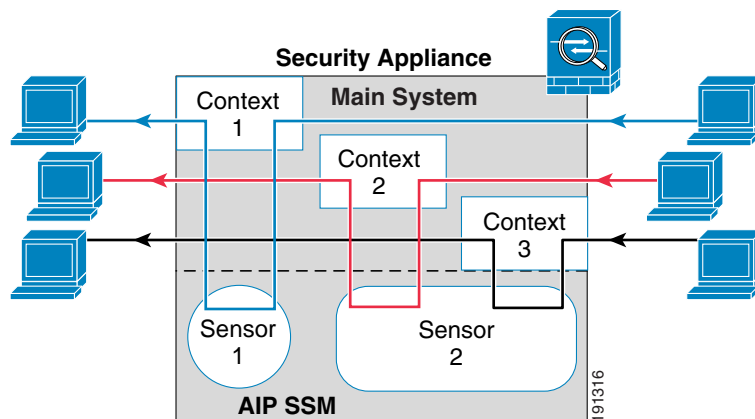 Security Appliance
Main System
Context
1
Context
2
Context
3
Sensor
1
Sensor
2
AIP SSM
191316